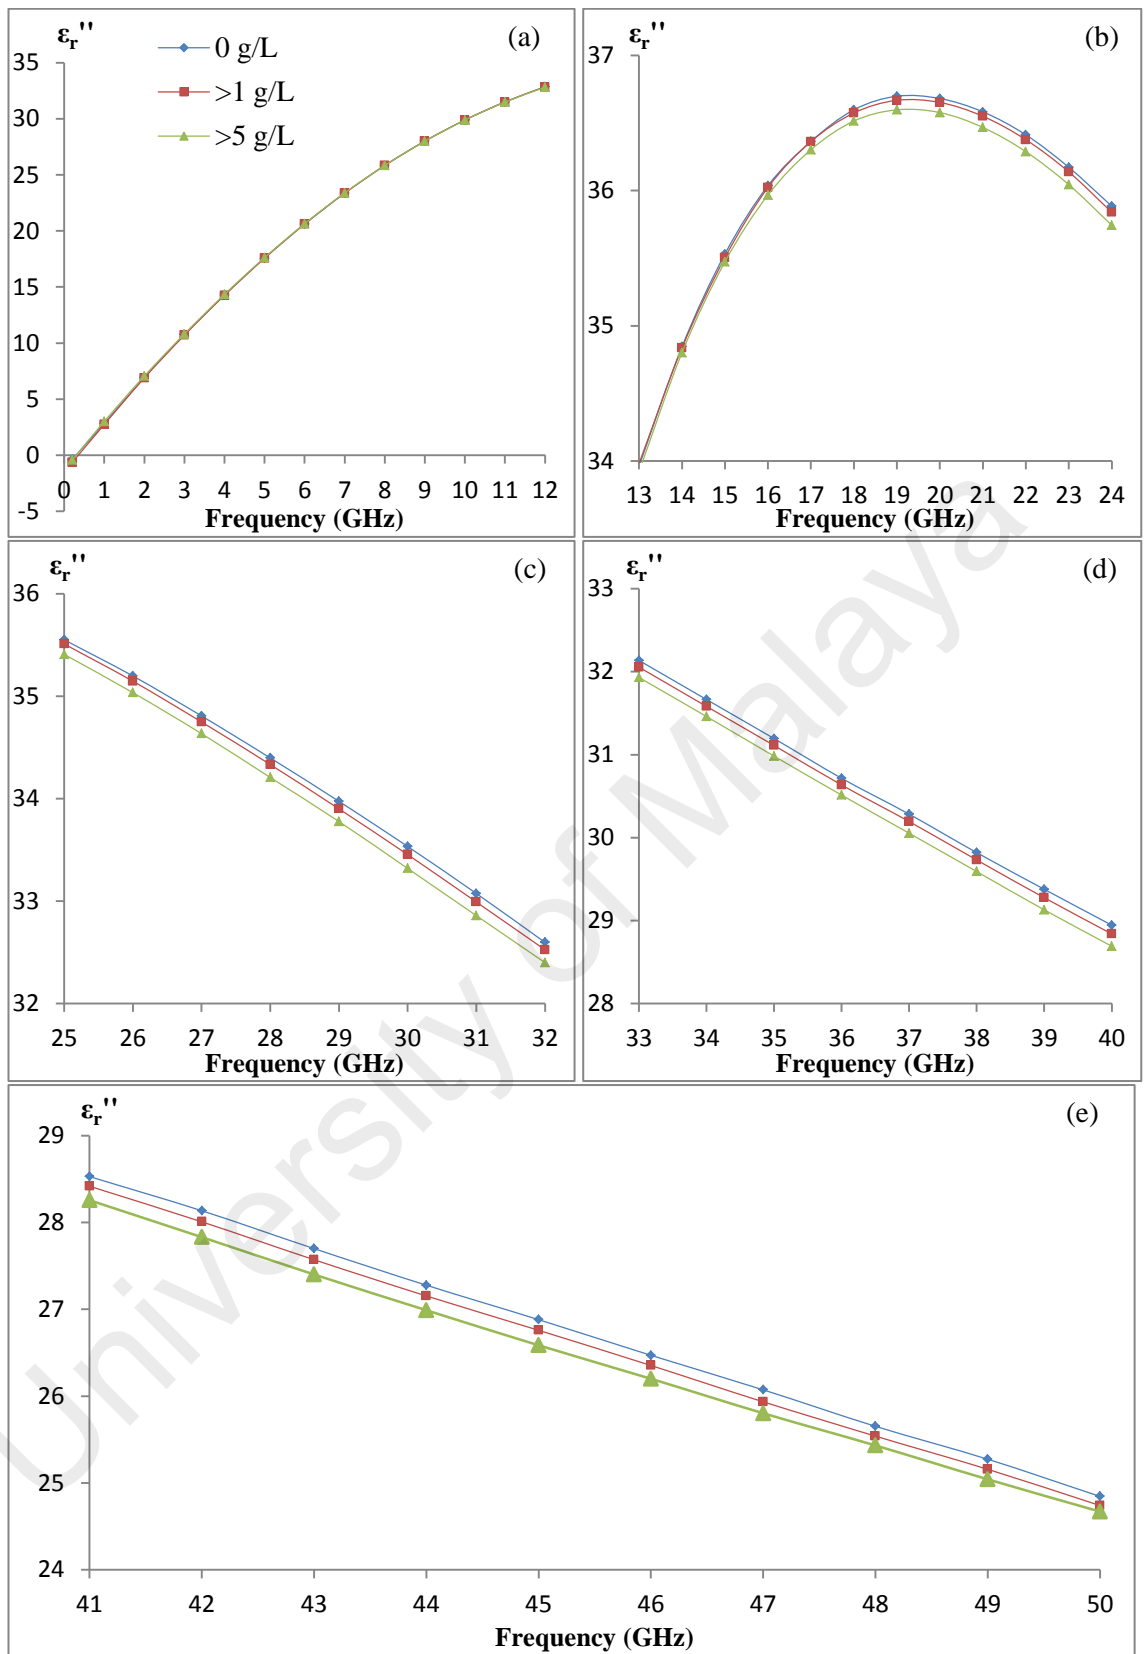 εr''
(a)
0 g/L
>1 g/L
>5 g/L
35
30
25
20
15
10
5
0
-5
0 1 2 3 4 5 6 7 8 9 10 11 12
Frequency (GHz)
εr''
(b)
37
36
35
34
13 14 15 16 17 18 19 20 21 22 23 24
Frequency (GHz)
εr''
(c)
36
35
34
33
32
25 26 27 28 29 30 31 32
Frequency (GHz)
εr''
(d)
33
32
31
30
29
28
33 34 35 36 37 38 39 40
Frequency (GHz)
εr''
(e)
29
28
27
26
25
24
41 42 43 44 45 46 47 48 49 50
Frequency (GHz)
University of Malaya